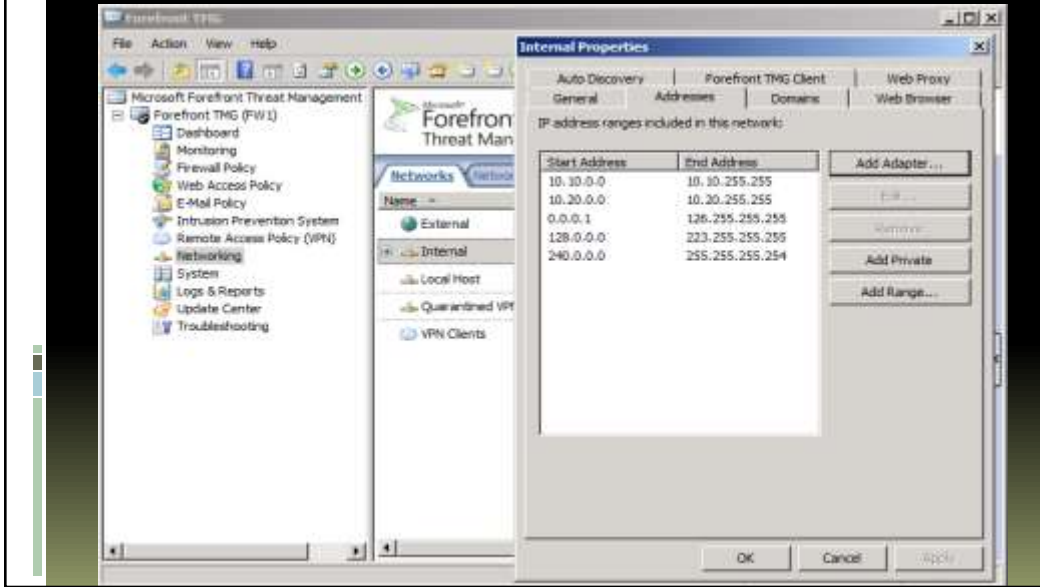 Forefront TMG
File Action View Help
Microsoft Forefront Threat Management
Forefront TMG (FW1)
Dashboard
Monitoring
Firewall Policy
Web Access Policy
E-Mail Policy
Intrusion Prevention System
Remote Access Policy (VPN)
Networking
System
Logs & Reports
Update Center
Troubleshooting
Microsoft
Forefron
Threat Man
Networks
Name
External
Internal
Local Host
Quarantined VPN
VPN Clients
Internal Properties
Auto Discovery Forefront TMG Client Web Proxy
General Addresses Domains Web Browser
IP address ranges included in this network:
Start Address End Address
10.10.0.0 10.10.255.255
10.20.0.0 10.20.255.255
0.0.0.1 126.255.255.255
128.0.0.0 223.255.255.255
240.0.0.0 255.255.255.254
Add Adapter...
Edit...
Remove
Add Private
Add Range...
OK Cancel Apply